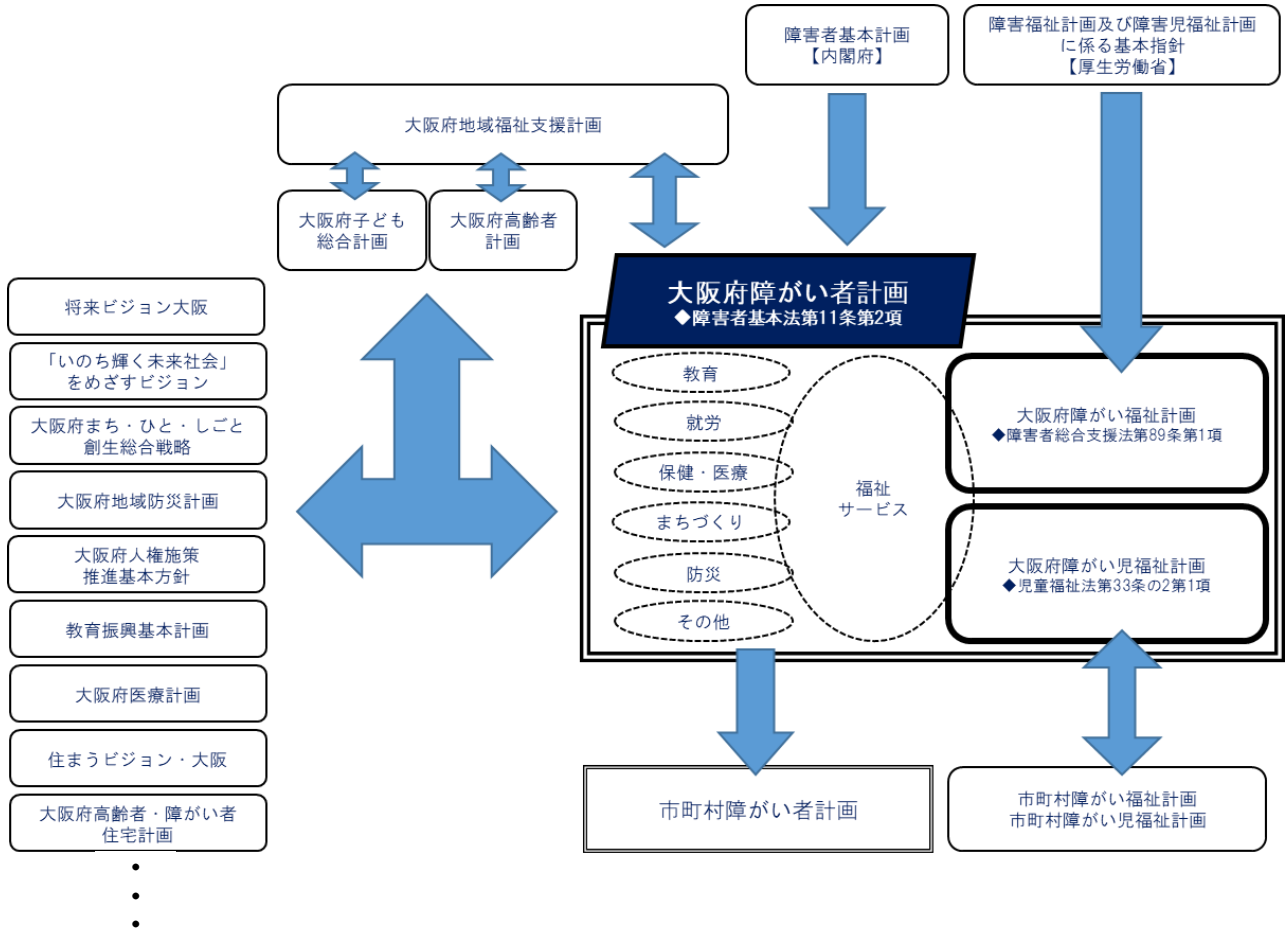 障害者基本計画
【内閣府】
障害福祉計画及び障害児福祉計画
に係る基本指針
【厚生労働省】
大阪府地域福祉支援計画
大阪府子ども
総合計画
大阪府高齢者
計画
将来ビジョン大阪
「いのち輝く未来社会」
をめざすビジョン
大阪府まち・ひと・しごと
創生総合戦略
大阪府地域防災計画
大阪府人権施策
推進基本方針
教育振興基本計画
大阪府医療計画
住まうビジョン・大阪
大阪府高齢者・障がい者
住宅計画
大阪府障がい者計画
◆障害者基本法第11条第2項
教育
就労
保健・医療
まちづくり
防災
その他
福祉
サービス
大阪府障がい福祉計画
◆障害者総合支援法第89条第1項
大阪府障がい児福祉計画
◆児童福祉法第33条の2第1項
市町村障がい者計画
市町村障がい福祉計画
市町村障がい児福祉計画